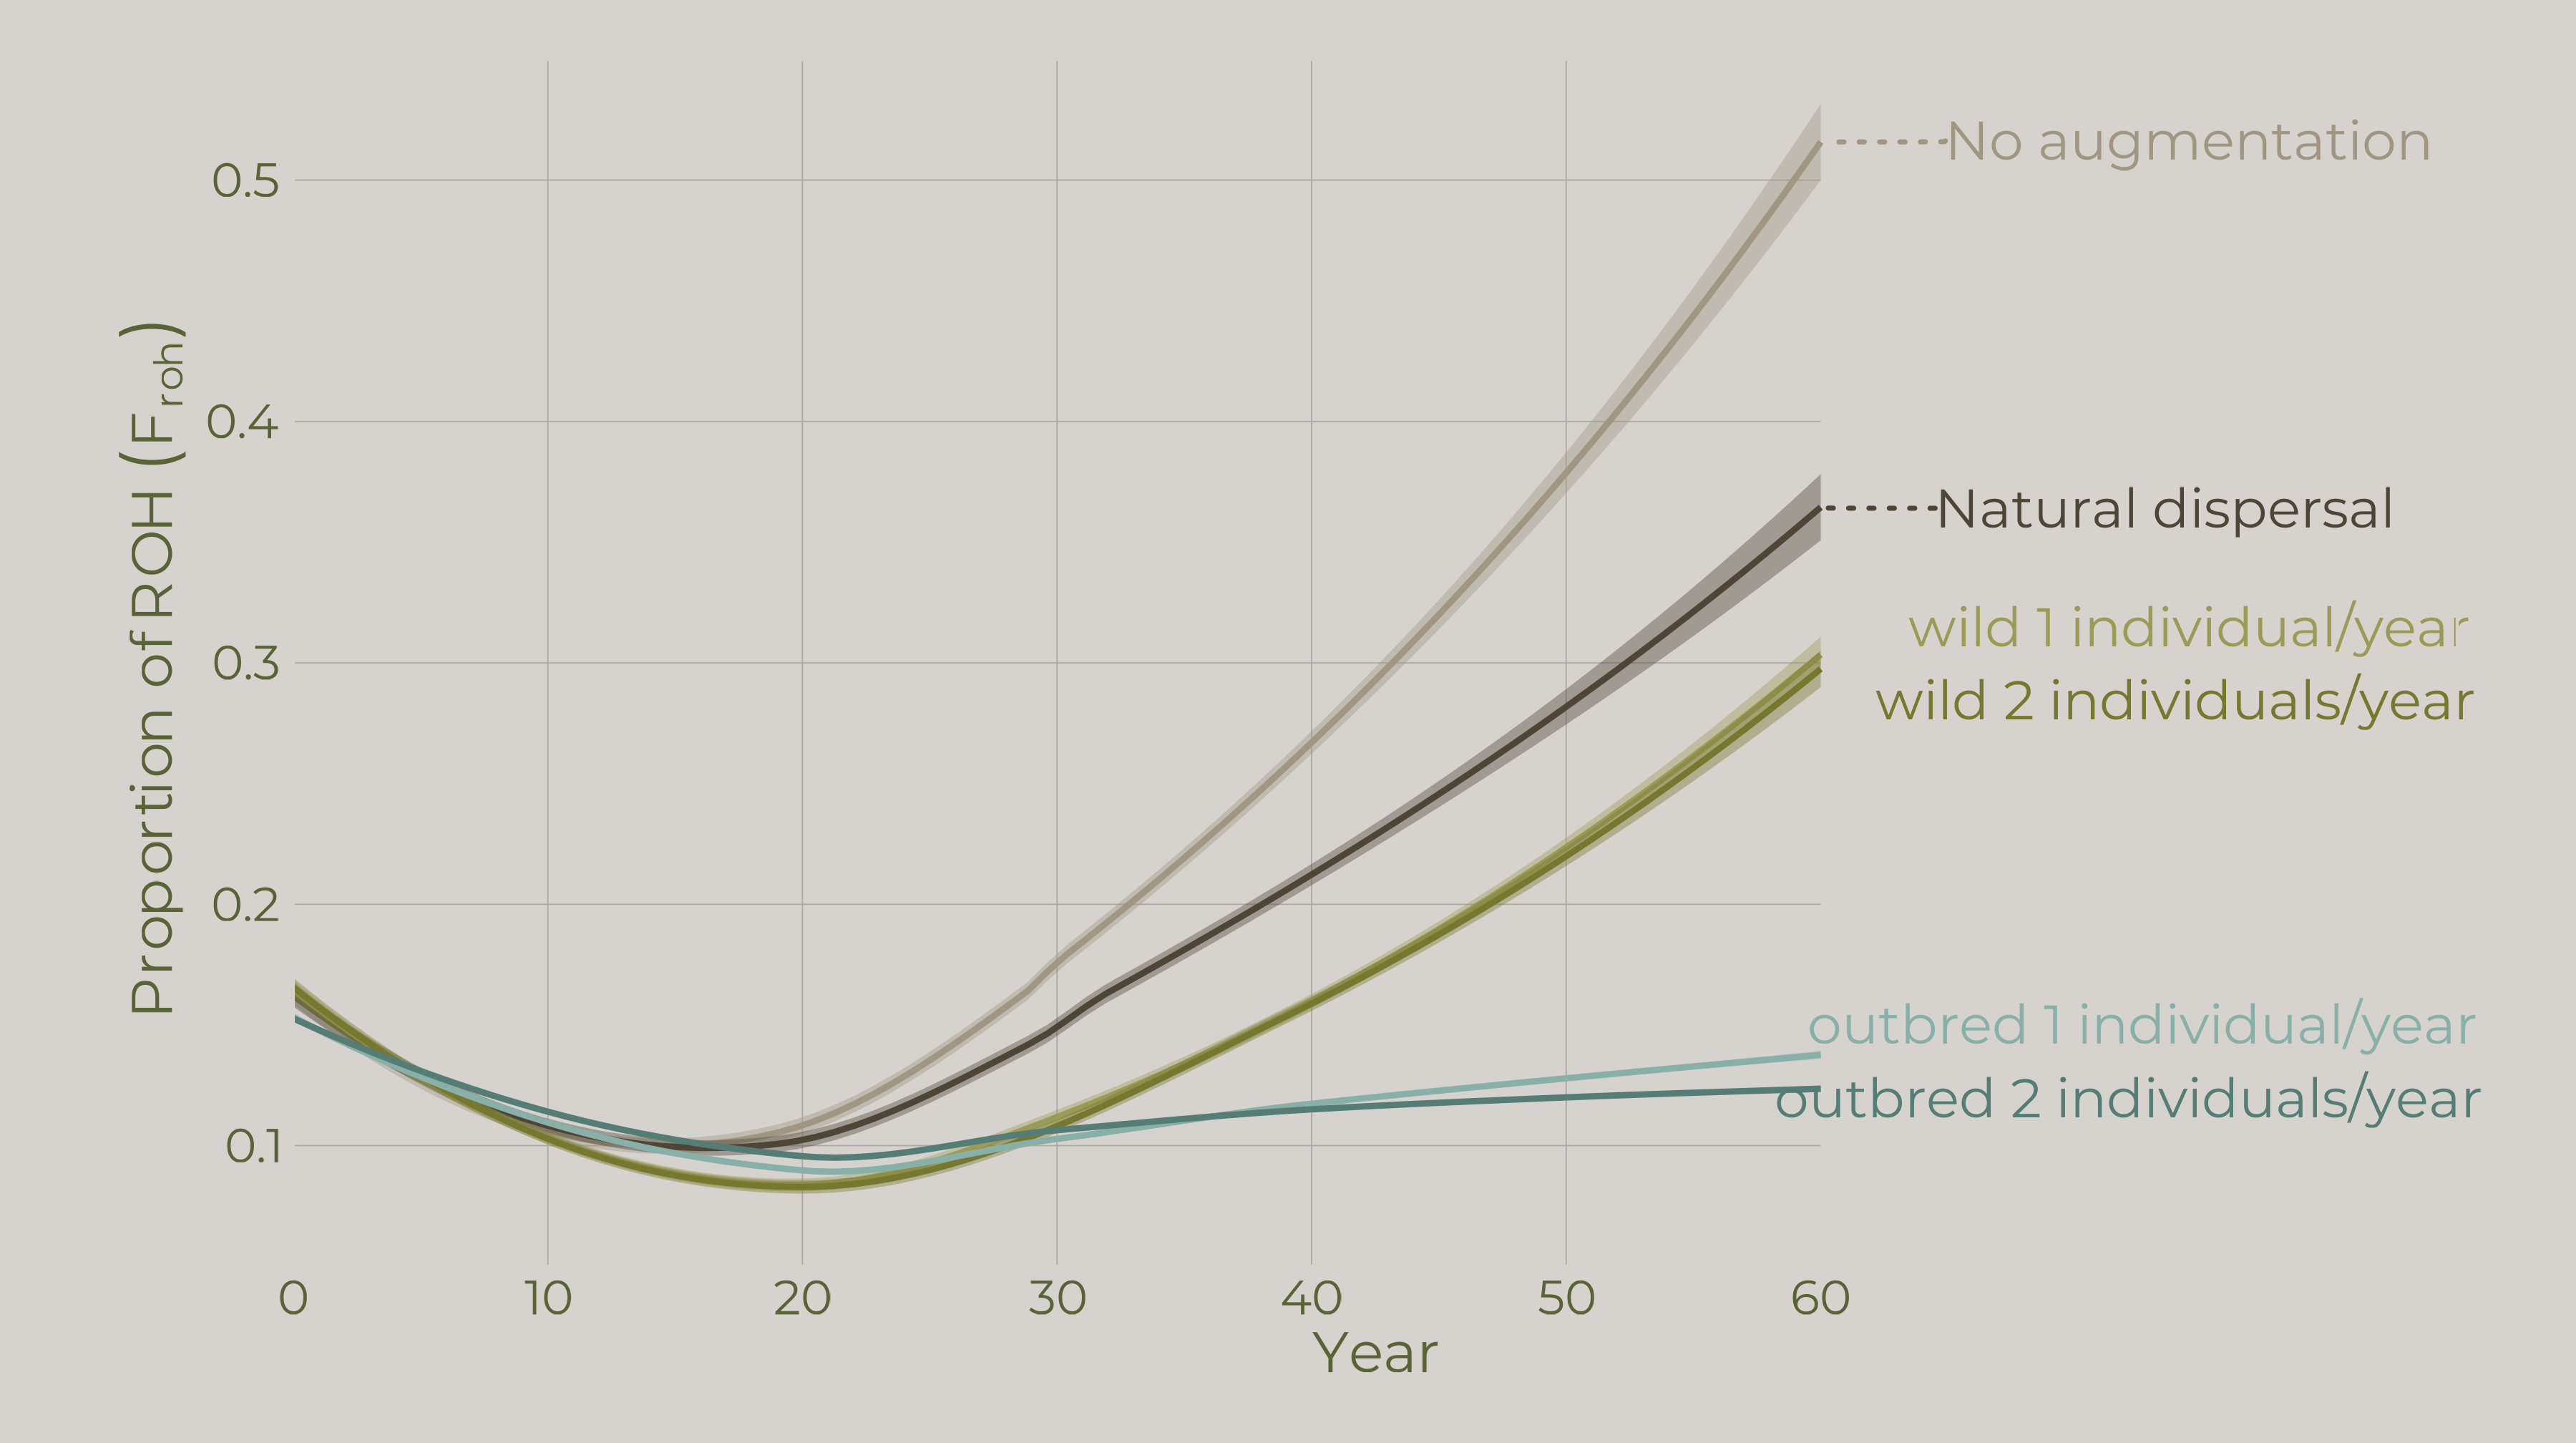 Proportion of ROH (Froh)
0.5
0.4
0.3
0.2
0.1
0
10
20
30
40
50
60
Year
No augmentation
Natural dispersal
wild 1 individual/year
wild 2 individuals/year
outbred 1 individual/year
outbred 2 individuals/year